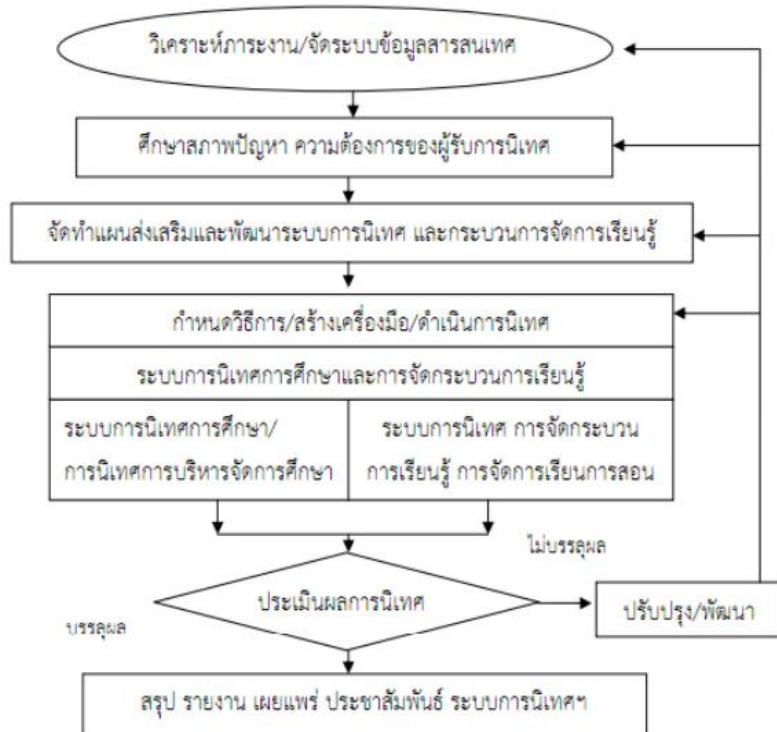 วิเคราะห์ภาระงาน/จัดระบบข้อมูลสารสนเทศ
ศึกษาสภาพปัญหา ความต้องการของผู้รับการนิเทศ
จัดทำแผนส่งเสริมและพัฒนาระบบการนิเทศ และกระบวนการจัดการเรียนรู้
กำหนดวิธีการ/สร้างเครื่องมือ/ดำเนินการนิเทศ
ระบบการนิเทศการศึกษาและการจัดกระบวนการเรียนรู้
ระบบการนิเทศการศึกษา/
การนิเทศการบริหารจัดการศึกษา
ระบบการนิเทศ การจัดกระบวน
การเรียนรู้ การจัดการเรียนการสอน
ไม่บรรลุผล
ประเมินผลการนิเทศ
ปรับปรุง/พัฒนา
บรรลุผล
สรุป รายงาน เผยแพร่ ประชาสัมพันธ์ ระบบการนิเทศฯ